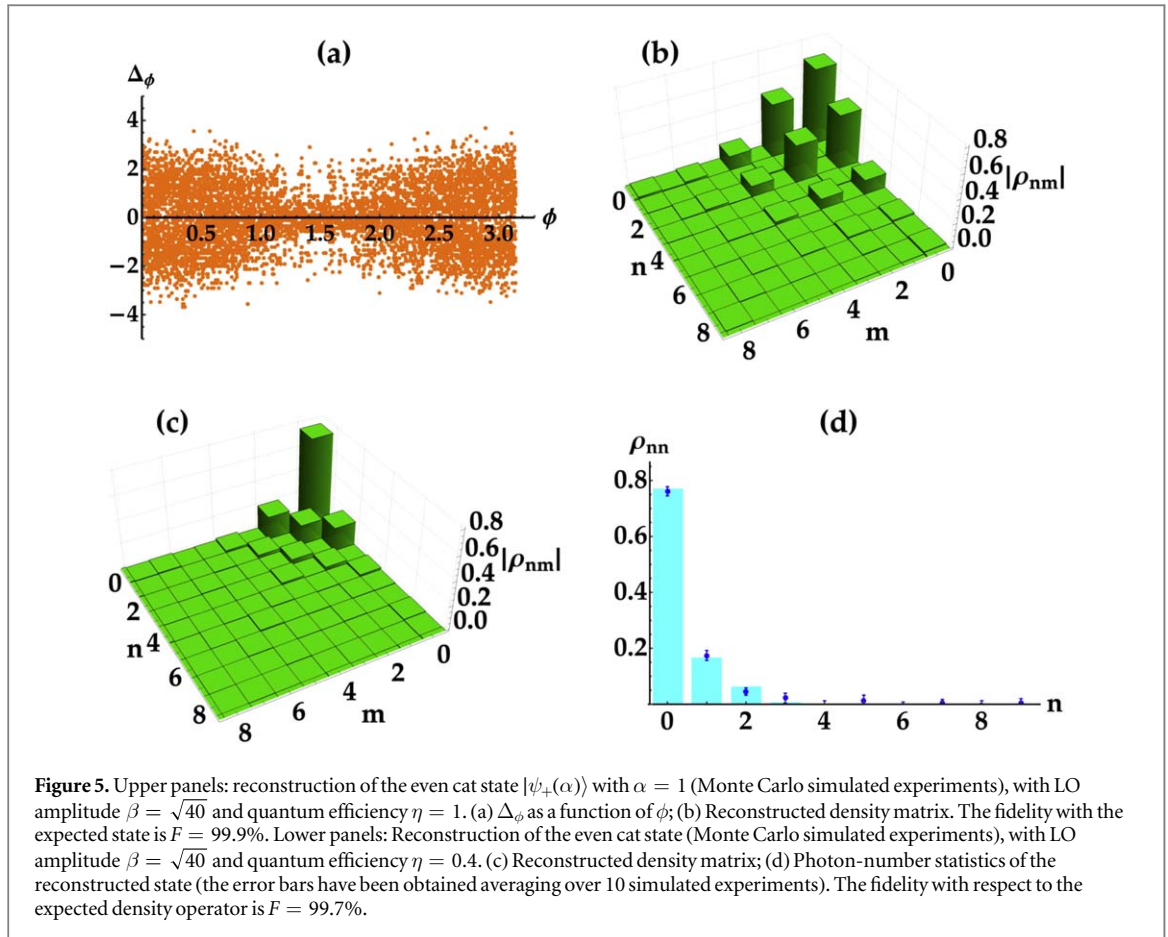 (a)
Δϕ
4
2
0
−2
−4
0.5 1.0 1.5 2.0 2.5 3.0
ϕ
(b)
0.8
0.6
0.4
0.2
0.0
|ρnm|
0
2
n 4
6
8
8 6 4 2 0
m
(c)
0.8
0.6
0.4
0.2
0.0
|ρnm|
0
2
n 4
6
8
8 6 4 2 0
m
(d)
ρnn
0.8
0.6
0.4
0.2
0 2 4 6 8
n
Figure 5. Upper panels: reconstruction of the even cat state |ψ+(α)⟩ with α = 1 (Monte Carlo simulated experiments), with LO
amplitude β = √40 and quantum efficiency η = 1. (a) Δϕ as a function of ϕ; (b) Reconstructed density matrix. The fidelity with the
expected state is F = 99.9%. Lower panels: Reconstruction of the even cat state (Monte Carlo simulated experiments), with LO
amplitude β = √40 and quantum efficiency η = 0.4. (c) Reconstructed density matrix; (d) Photon-number statistics of the
reconstructed state (the error bars have been obtained averaging over 10 simulated experiments). The fidelity with respect to the
expected density operator is F = 99.7%.